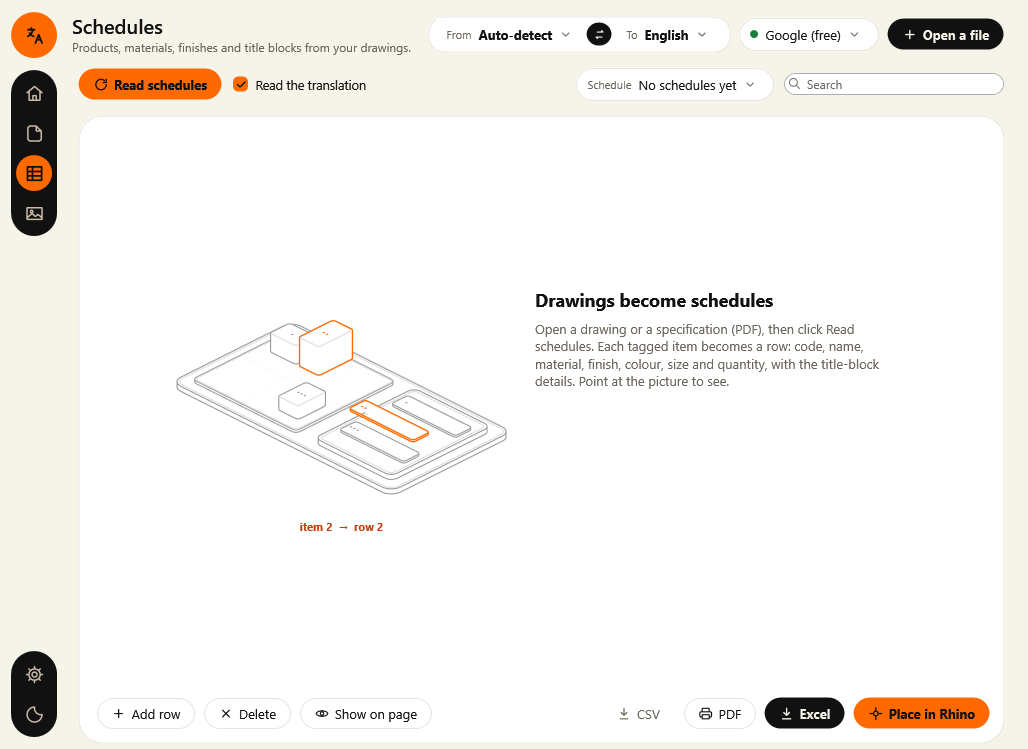 Schedules
Products, materials, finishes and title blocks from your drawings.
From Auto-detect
To English
Google (free)
Open a file
Read schedules
Read the translation
Schedule No schedules yet
Search
Drawings become schedules
Open a drawing or a specification (PDF), then click Read
schedules. Each tagged item becomes a row: code, name,
material, finish, colour, size and quantity, with the title-block
details. Point at the picture to see.
item 2 → row 2
Add row
Delete
Show on page
CSV
PDF
Excel
Place in Rhino